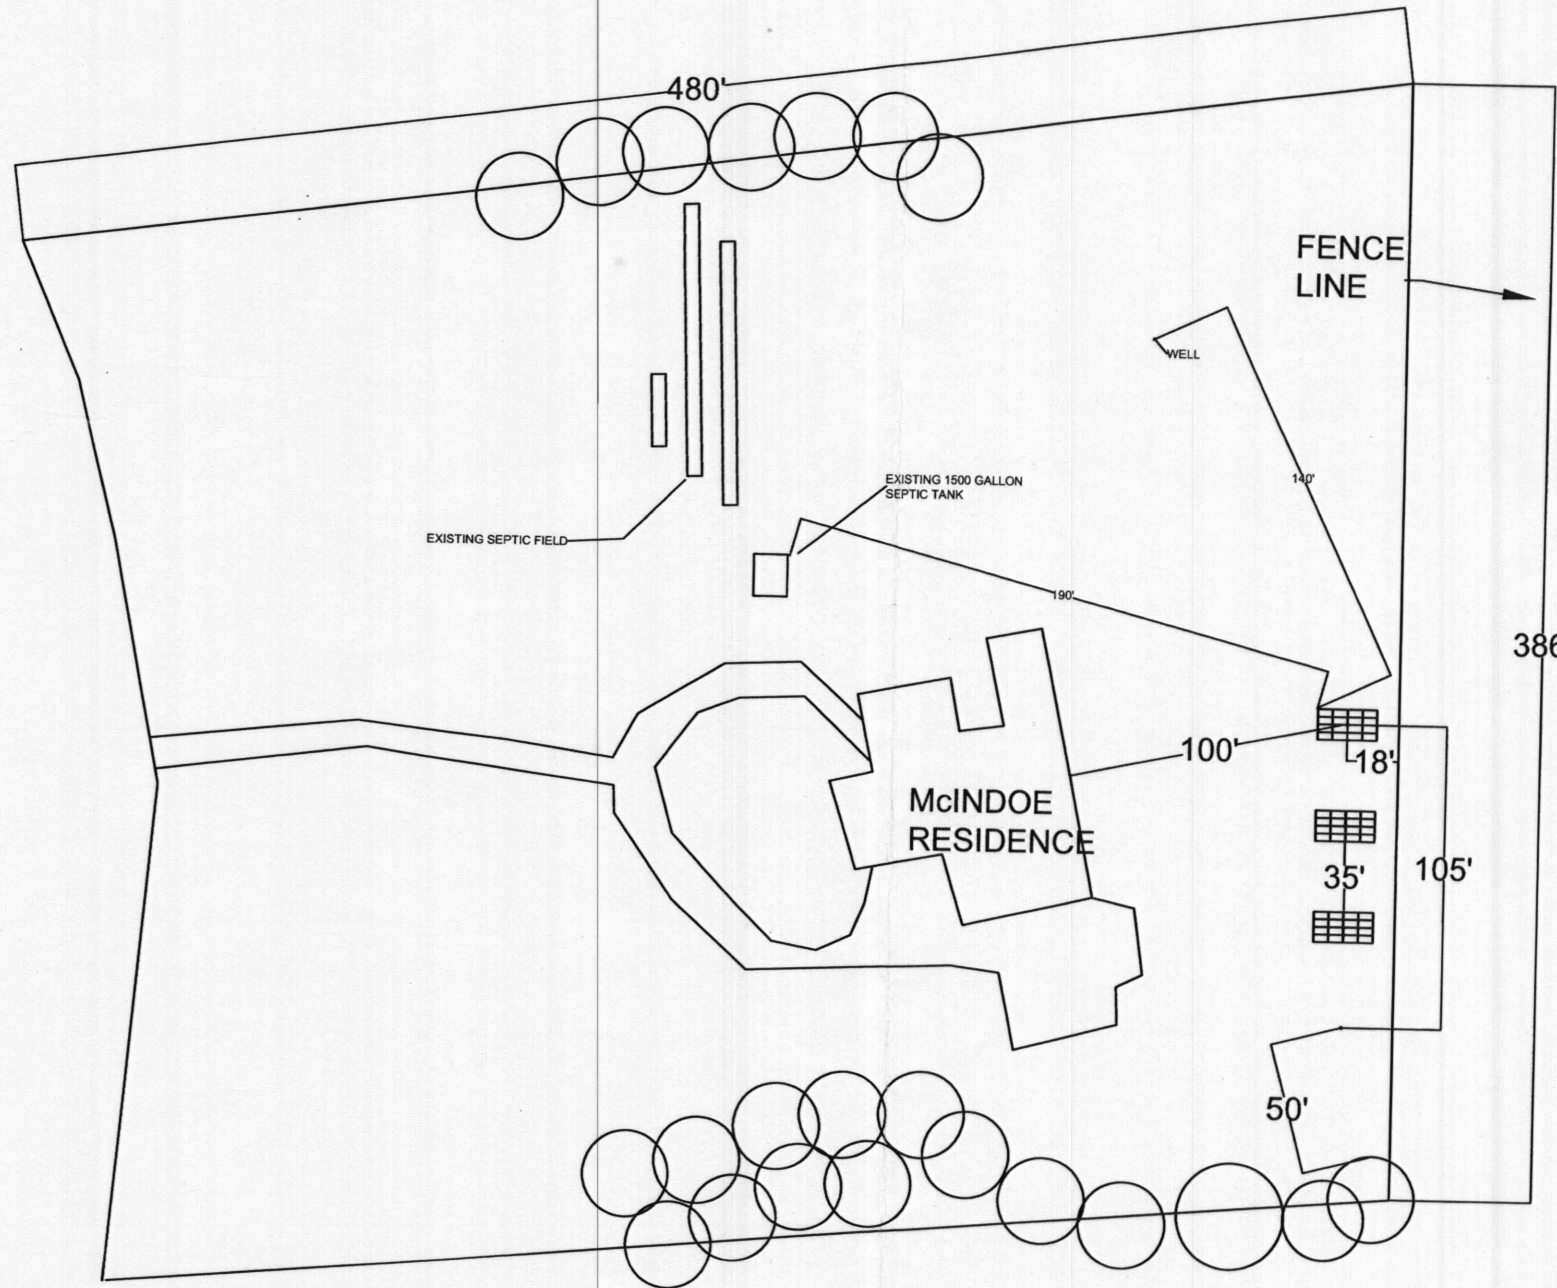 480'
FENCE
LINE
WELL
EXISTING 1500 GALLON
SEPTIC TANK
140'
EXISTING SEPTIC FIELD
190'
386
100'
18'
McINDOE
RESIDENCE
35'
105'
50'